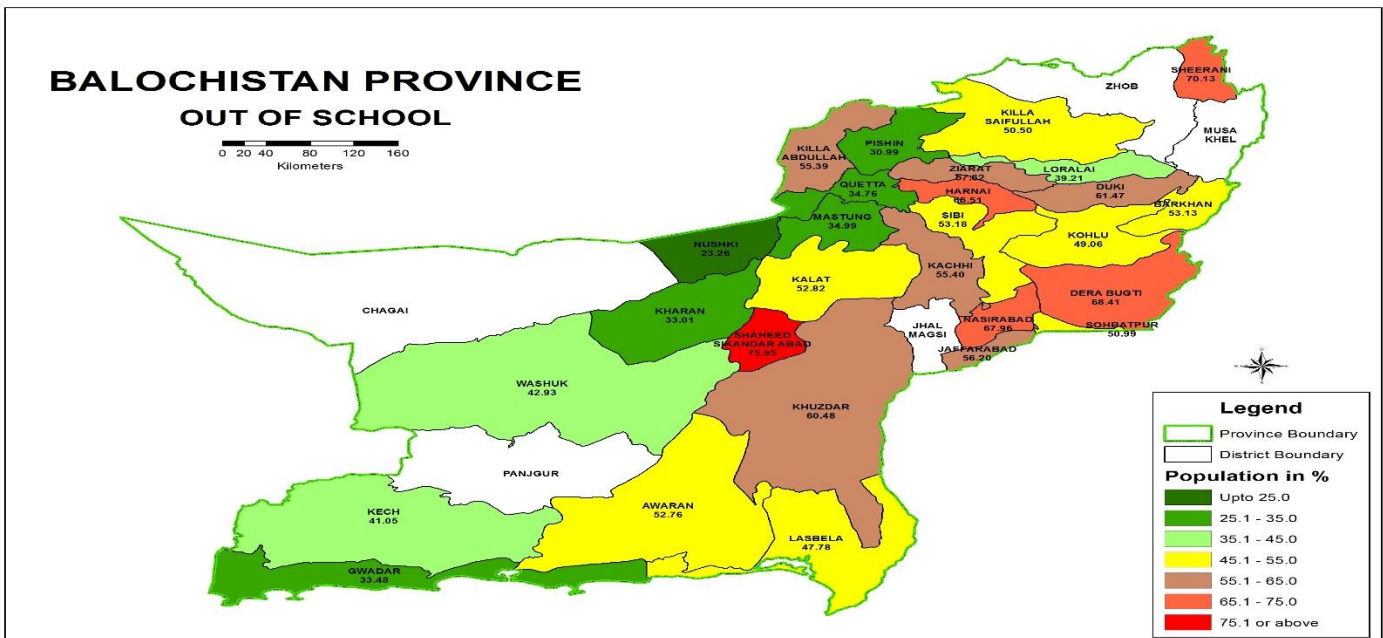 BALOCHISTAN PROVINCE
OUT OF SCHOOL
0 20 40 80 120 160
Kilometers
SHEERANI
70.13
ZHOB
KILLA
SAIFULLAH
50.50
MUSA
KHEL
PISHIN
30.99
KILLA
ABDULLAH
55.39
ZIARAT
57.62
LORALAI
39.21
DUKI
61.47
QUETTA
34.76
HARNAI
66.51
BARKHAN
53.13
MASTUNG
34.99
SIBI
53.18
KOHLU
49.06
NUSHKI
23.26
KALAT
52.82
KACHHI
55.40
DERA BUGTI
68.41
CHAGAI
KHARAN
33.01
SHAHEED
SIKANDAR ABAD
75.95
JHAL
MAGSI
NASIRABAD
67.96
SOHBATPUR
50.99
JAFFARABAD
56.20
WASHUK
42.93
KHUZDAR
60.48
PANJGUR
KECH
41.05
AWARAN
52.76
LASBELA
47.78
GWADAR
33.48
Legend
Province Boundary
District Boundary
Population in %
Upto 25.0
25.1 - 35.0
35.1 - 45.0
45.1 - 55.0
55.1 - 65.0
65.1 - 75.0
75.1 or above